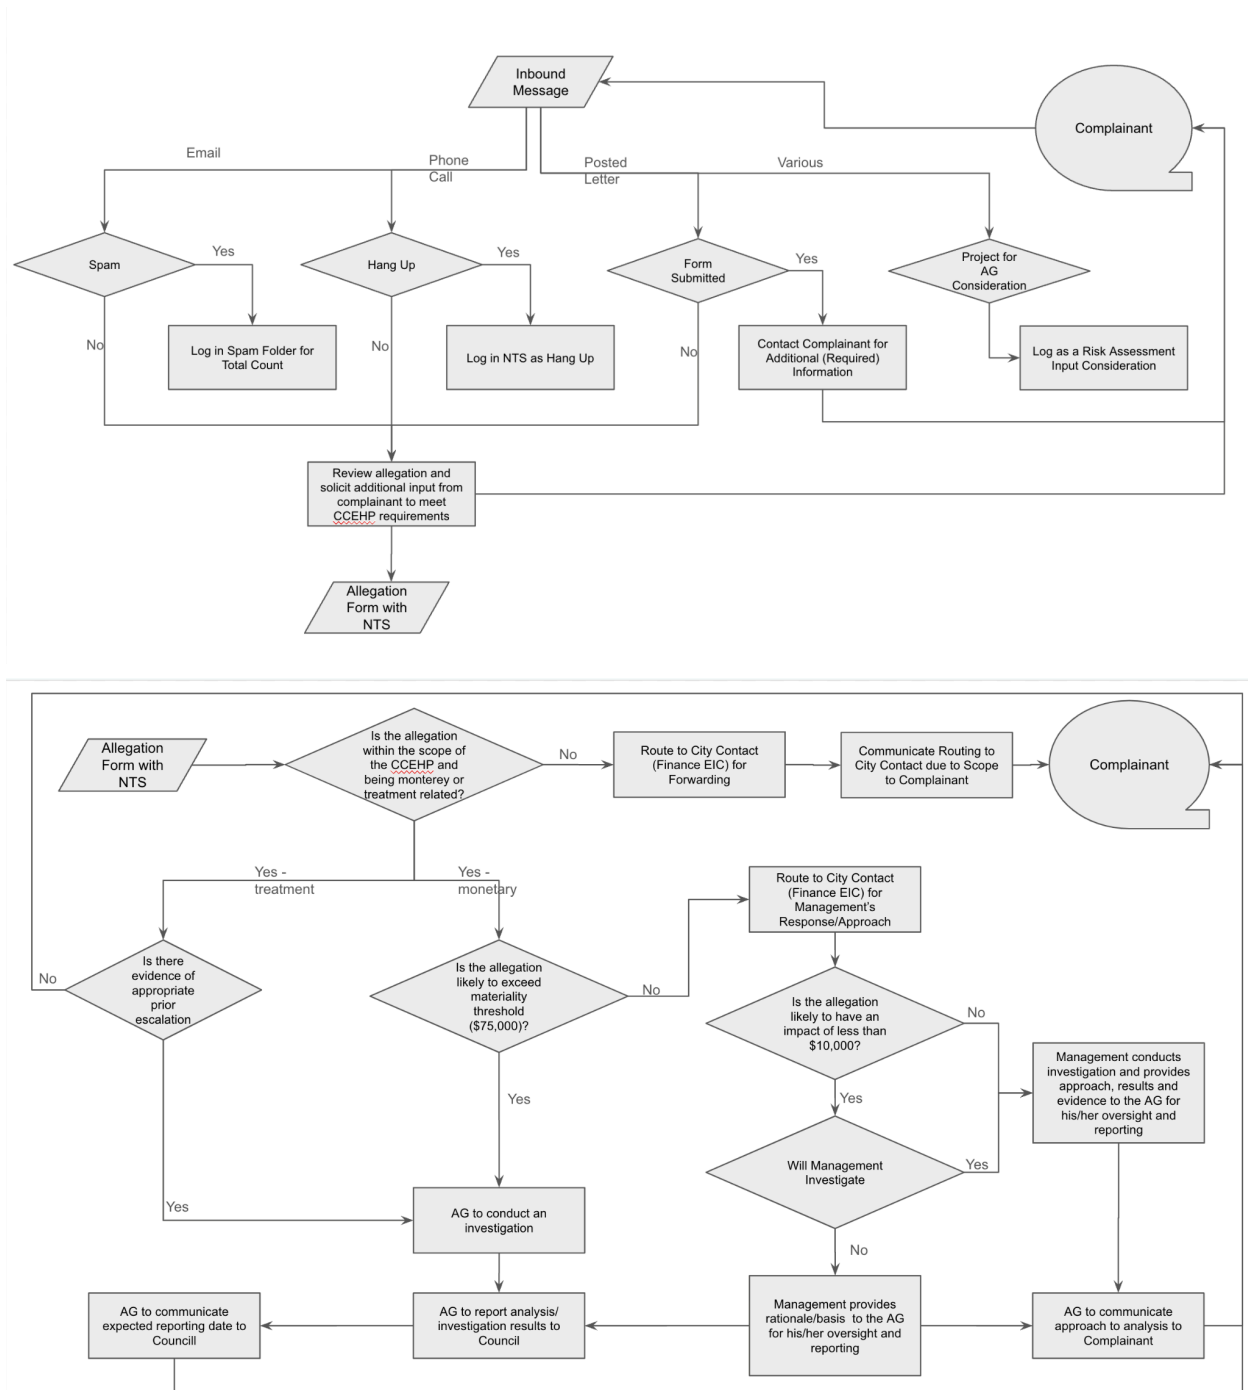 Inbound
Message
Complainant
Email
Phone
Call
Posted
Letter
Various
Spam
Yes
Hang Up
Yes
Form
Submitted
Yes
Project for
AG
Consideration
No
Log in Spam Folder for
Total Count
No
Log in NTS as Hang Up
No
Contact Complainant for
Additional (Required)
Information
Log as a Risk Assessment
Input Consideration
Review allegation and
solicit additional input from
complainant to meet
CCEHP requirements
Allegation
Form with
NTS
Allegation
Form with
NTS
Is the allegation
within the scope of
the CCEHP and
being monterey or
treatment related?
No
Route to City Contact
(Finance EIC) for
Forwarding
Communicate Routing to
City Contact due to Scope
to Complainant
Complainant
Yes -
treatment
Yes -
monetary
Route to City Contact
(Finance EIC) for
Management's
Response/Approach
No
Is there
evidence of
appropriate
prior
escalation
Is the allegation
likely to exceed
materiality
threshold
($75,000)?
No
Is the allegation
likely to have an
impact of less than
$10,000?
No
Management conducts
investigation and provides
approach, results and
evidence to the AG for
his/her oversight and
reporting
Yes
Yes
Will Management
Investigate
Yes
Yes
AG to conduct an
investigation
No
AG to communicate
expected reporting date to
Councill
AG to report analysis/
investigation results to
Council
Management provides
rationale/basis to the AG
for his/her oversight and
reporting
AG to communicate
approach to analysis to
Complainant